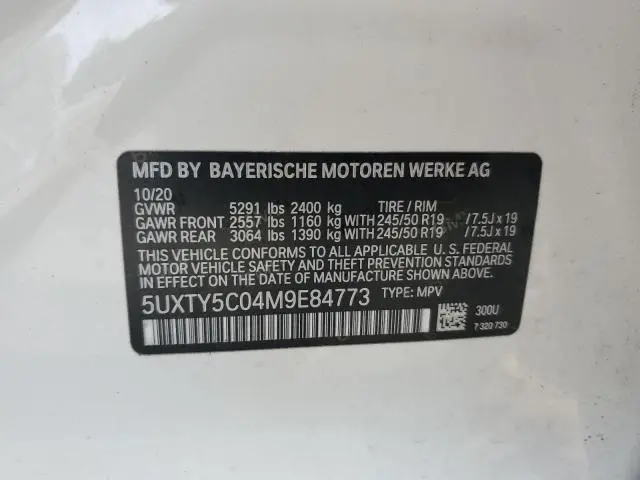 MFD BY BAYERISCHE MOTOREN WERKE AG
10/20
GVWR 5291 lbs 2400 kg TIRE / RIM
GAWR FRONT 2557 lbs 1160 kg WITH 245/50 R19 /7.5J x 19
GAWR REAR 3064 lbs 1390 kg WITH 245/50 R19 /7.5J x 19
THIS VEHICLE CONFORMS TO ALL APPLICABLE U.S. FEDERAL
MOTOR VEHICLE SAFETY AND THEFT PREVENTION STANDARDS
IN EFFECT ON THE DATE OF MANUFACTURE SHOWN ABOVE.
5UXTY5C04M9E84773 TYPE: MPV
300U
7 320 730